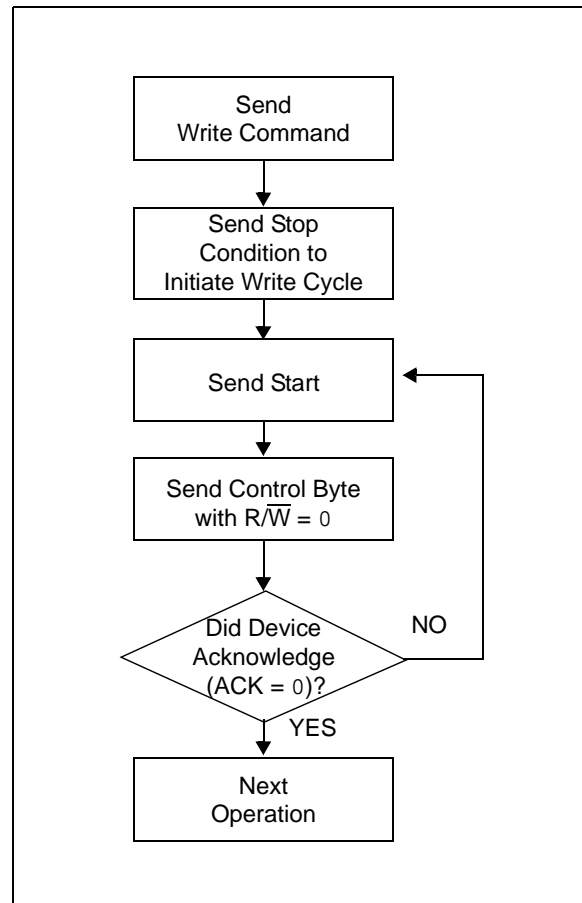 Send
Write Command
Send Stop
Condition to
Initiate Write Cycle
Send Start
Send Control Byte
with R/W̅ = 0
Did Device
Acknowledge
(ACK = 0)?
NO
YES
Next
Operation